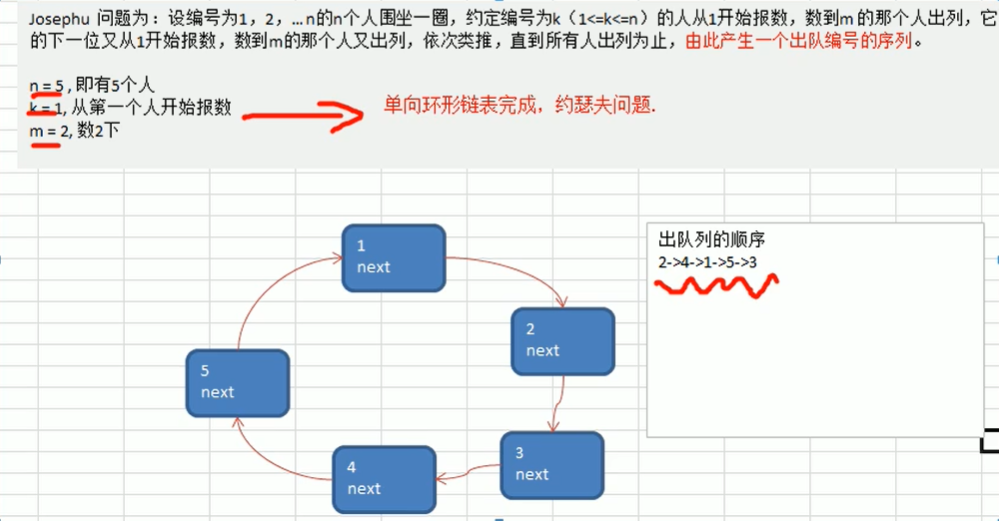 Josephu 问题为：设编号为1，2，… n的n个人围坐一圈，约定编号为k（1<=k<=n）的人从1开始报数，数到m 的那个人出列，它
的下一位又从1开始报数，数到m的那个人又出列，依次类推，直到所有人出列为止，由此产生一个出队编号的序列。
n = 5 , 即有5个人
k = 1, 从第一个人开始报数
m = 2, 数2下
单向环形链表完成，约瑟夫问题.
出队列的顺序
2->4->1->5->3
1
next
2
next
5
next
3
next
4
next